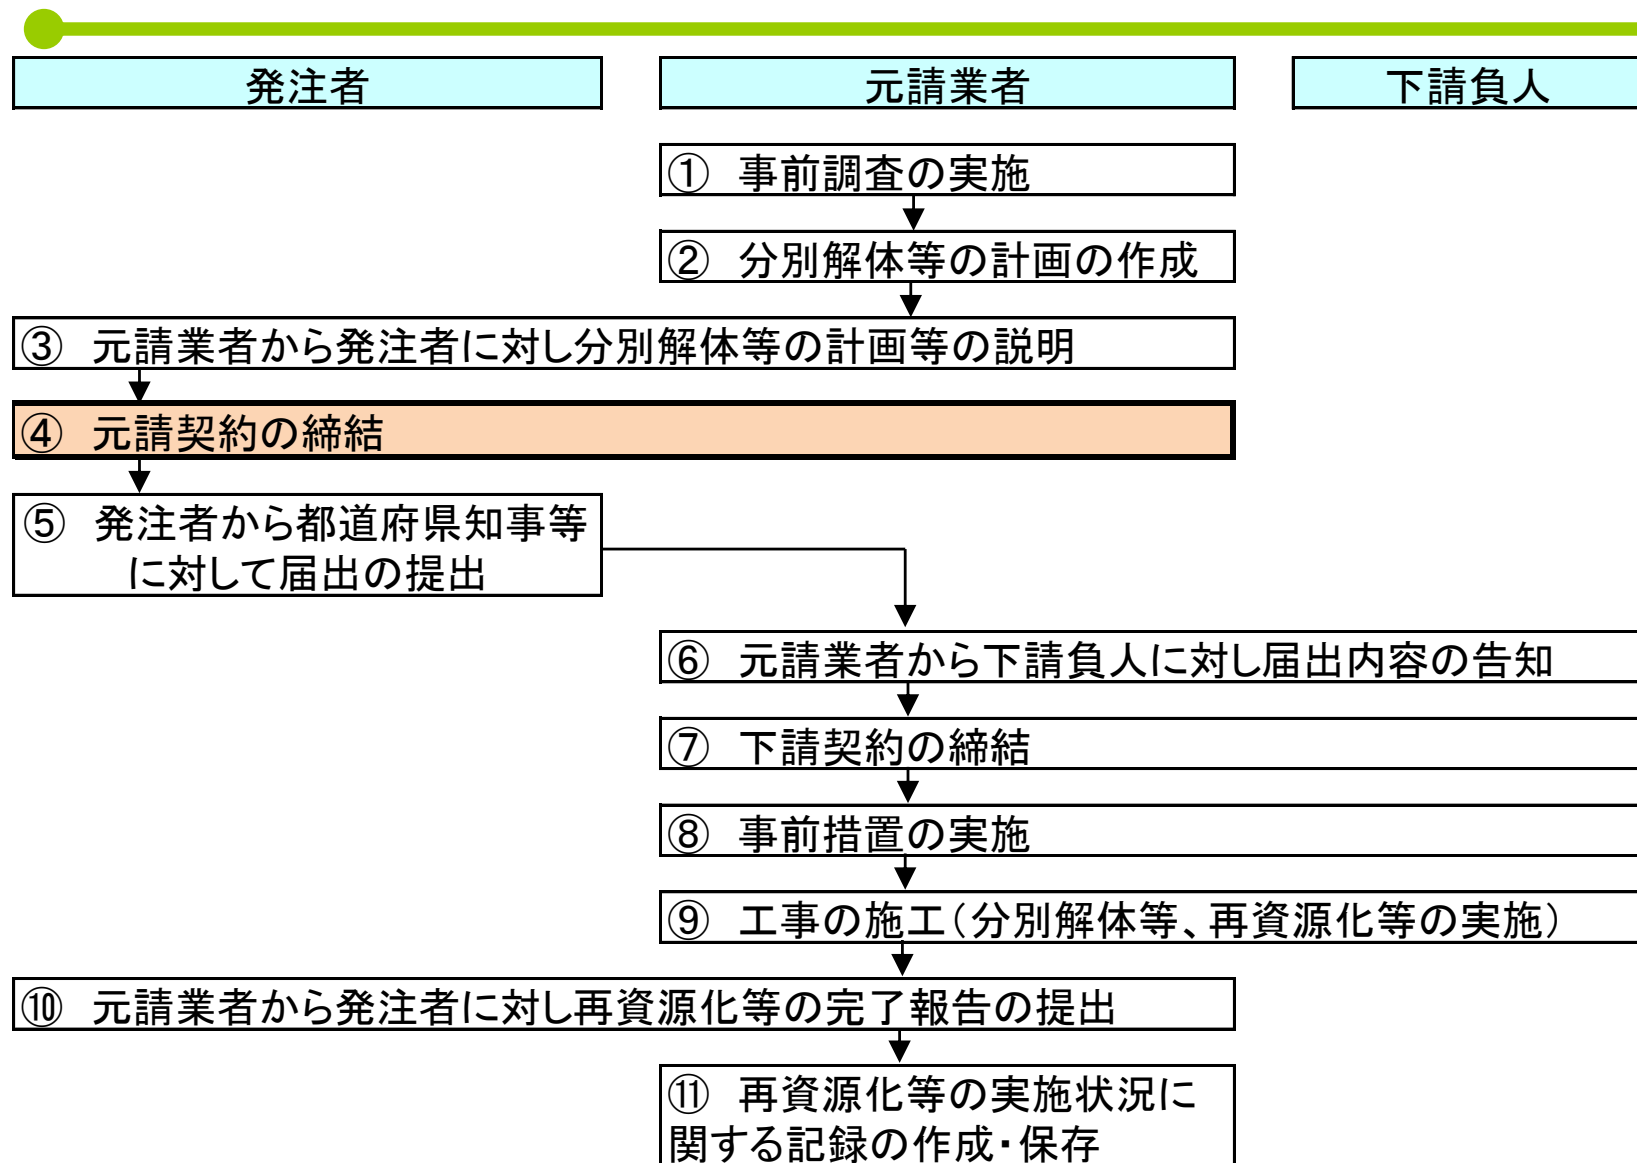 発注者
元請業者
下請負人
① 事前調査の実施
② 分別解体等の計画の作成
③ 元請業者から発注者に対し分別解体等の計画等の説明
④ 元請契約の締結
⑤ 発注者から都道府県知事等
に対して届出の提出
⑥ 元請業者から下請負人に対し届出内容の告知
⑦ 下請契約の締結
⑧ 事前措置の実施
⑨ 工事の施工(分別解体等、再資源化等の実施)
⑩ 元請業者から発注者に対し再資源化等の完了報告の提出
⑪ 再資源化等の実施状況に
関する記録の作成・保存